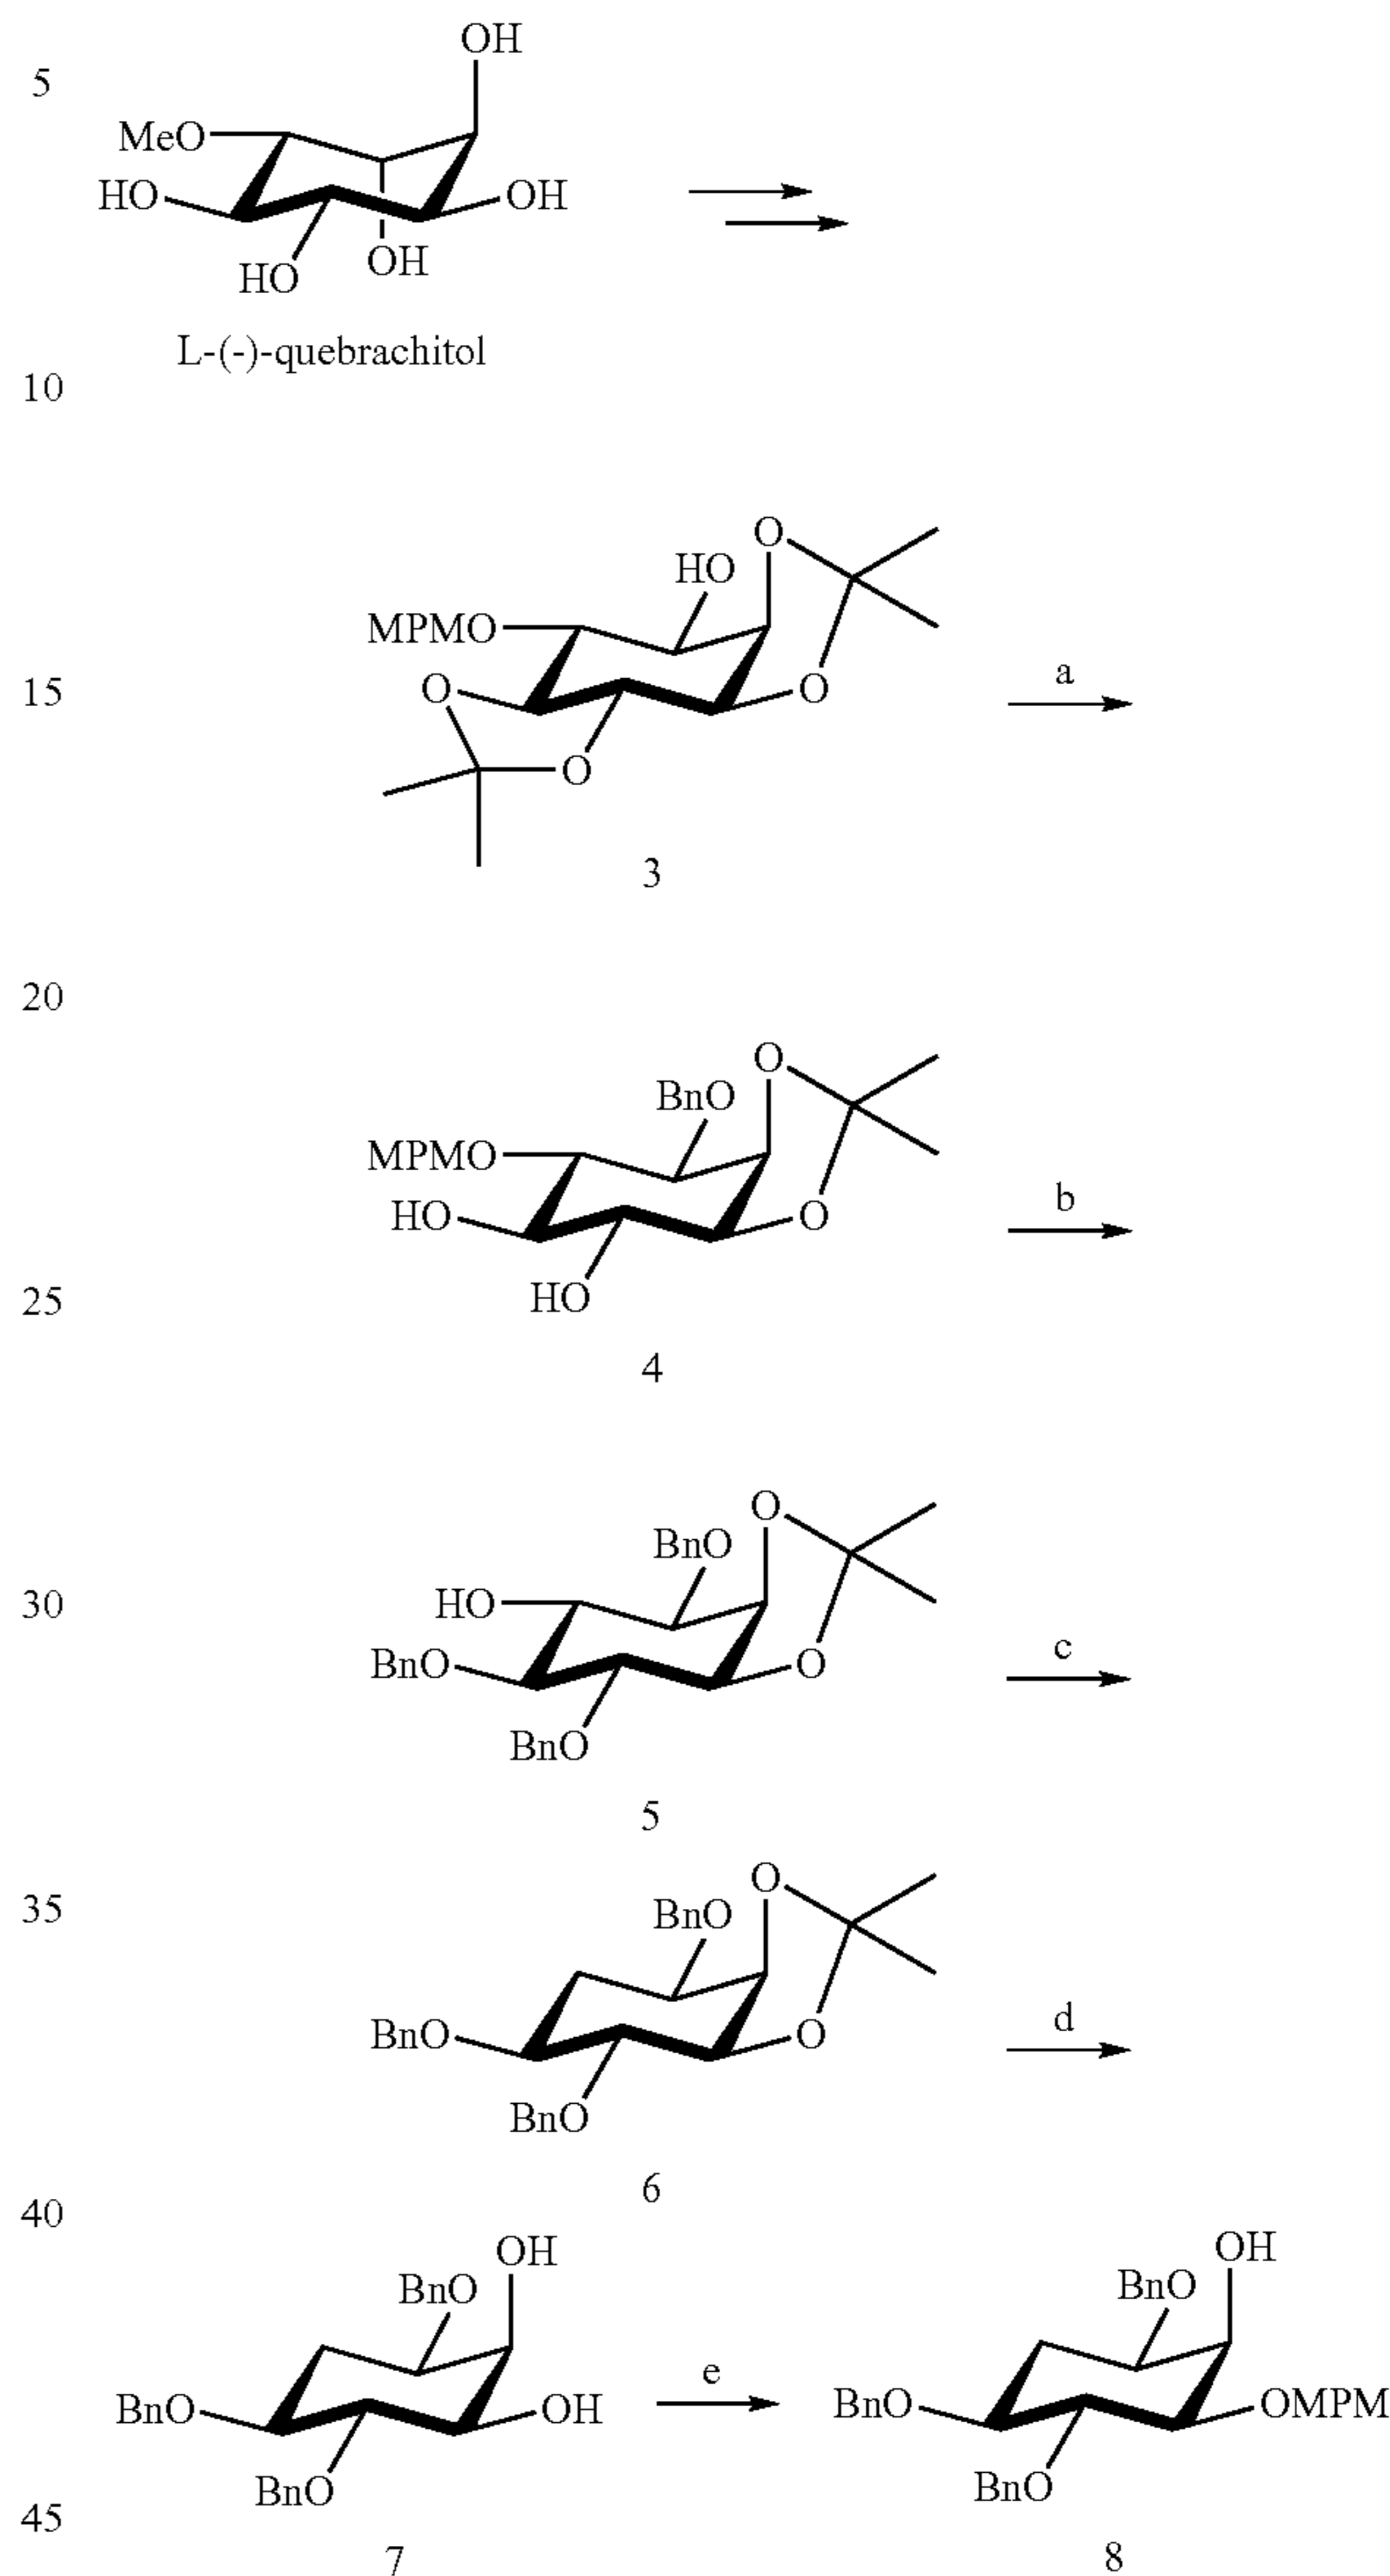 OH
5
MeO
HO OH
HO OH
L-(-)-quebrachitol
10
O
HO
MPMO
15 O O a
O
3
20
O
BnO
MPMO
HO O b
25 HO
4
O
BnO
30 HO
BnO O c
BnO
5
35 O
BnO
BnO O d
BnO
6
40
OH OH
BnO BnO
e
BnO OH BnO OMPM
BnO BnO
45
7 8